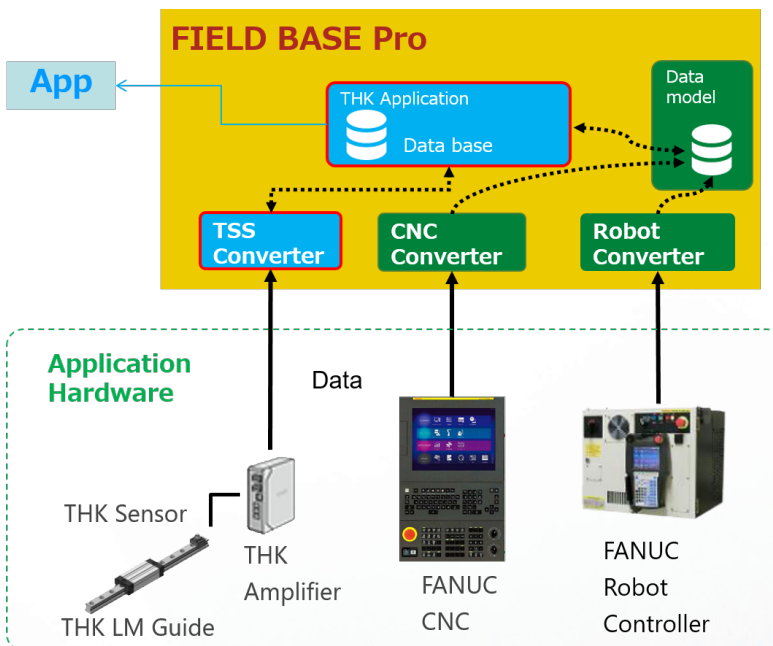 FIELD BASE Pro
App
THK Application
Data base
Data
model
TSS
Converter
CNC
Converter
Robot
Converter
Application
Hardware
Data
THK Sensor
THK LM Guide
THK
Amplifier
FANUC
CNC
FANUC
Robot
Controller